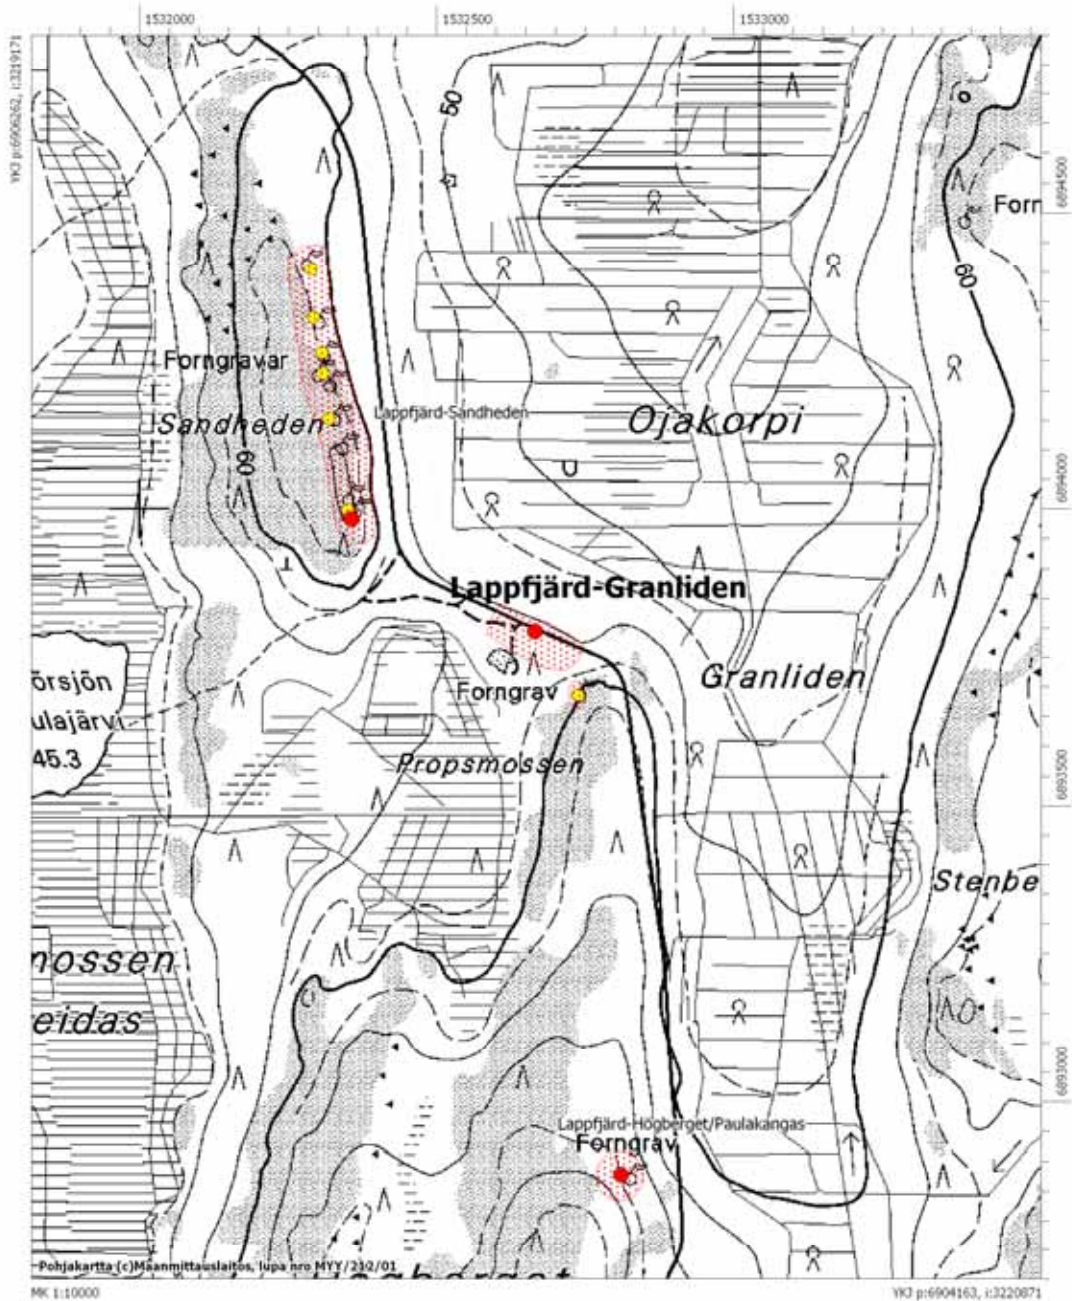 1532000
1532500
1533000
YKJ p:6906262, i:3219171
50
6894500
Forn
60
Forngravar
Sandheden
Lappfjärd-Sandheden
Ojakorpi
60
6894000
Lappfjärd-Granliden
örsjön
ulajärvi
45.3
Forngrav
Granliden
Propsmossen
6893500
Stenbe
mossen
eidas
6893000
Lappfjärd-Högberget/Paulakangas
Forngrav
Pohjakartta (c)Maanmittauslaitos, lupa nro MYY/212/01
MK 1:10000
YKJ p:6904163, i:3220871